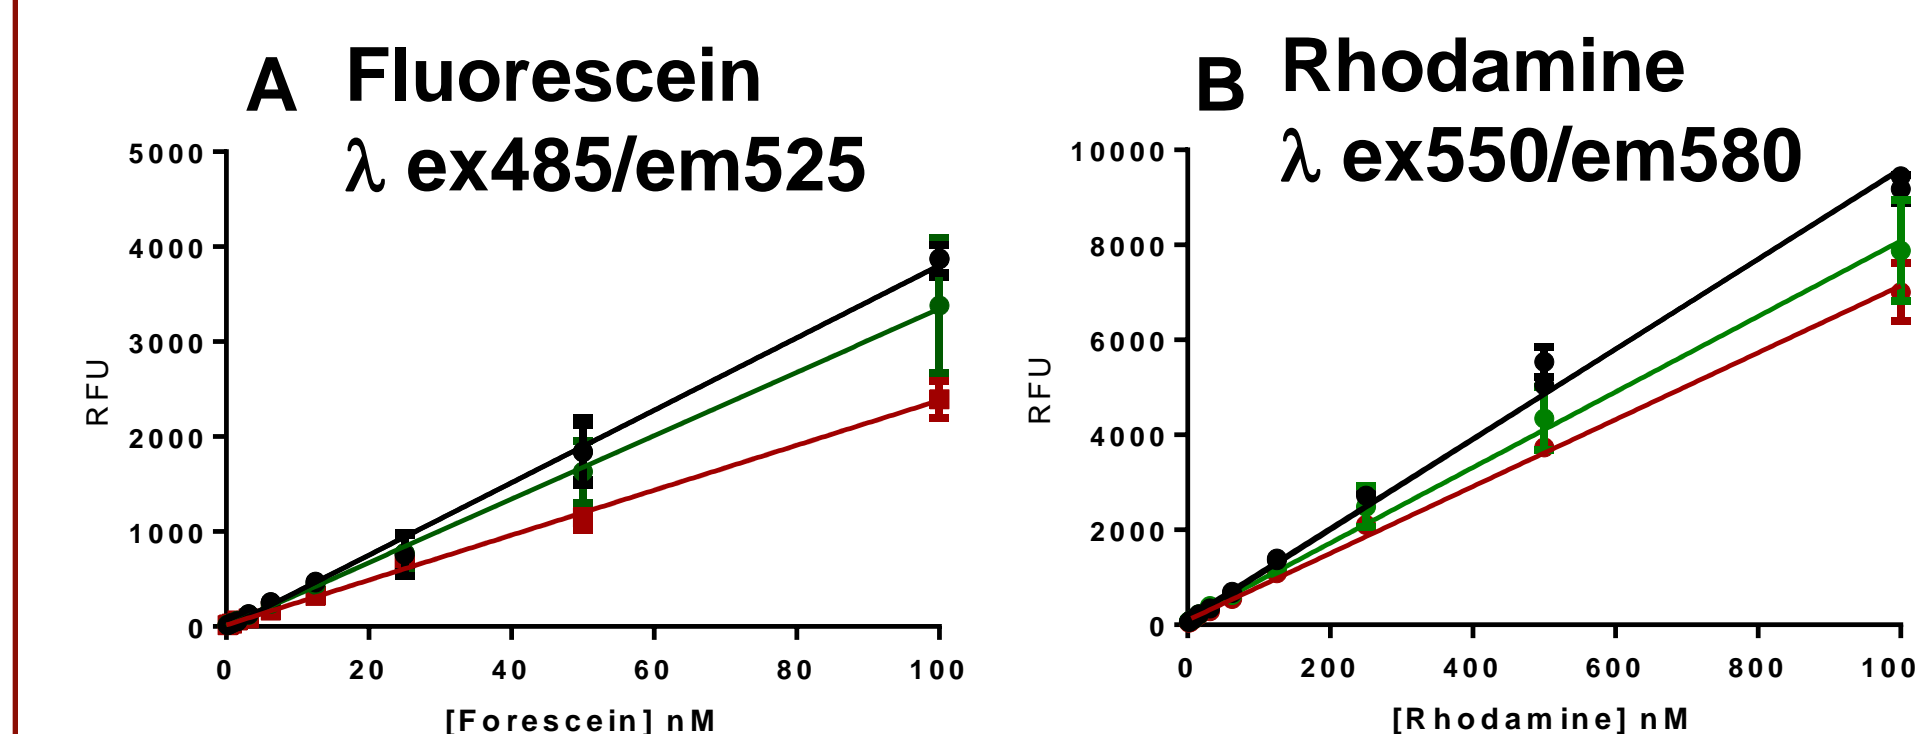 A Fluorescein
λ ex485/em525
5000
4000
3000
2000
1000
0
RFU
0 20 40 60 80 100
[Forescein] nM
B Rhodamine
λ ex550/em580
10000
8000
6000
4000
2000
0
RFU
0 200 400 600 800 100
[Rhodamine] nM